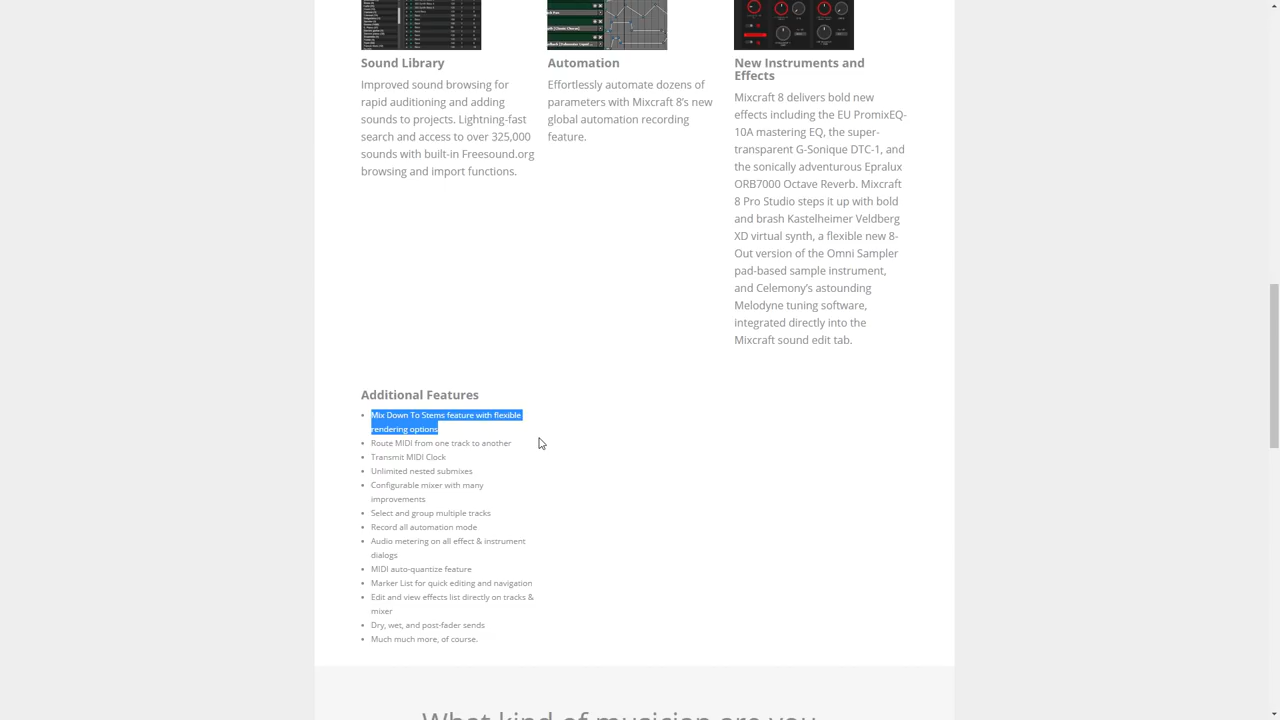 Sound Library
Improved sound browsing for
rapid auditioning and adding
sounds to projects. Lightning-fast
search and access to over 325,000
sounds with built-in Freesound.org
browsing and import functions.
Automation
Effortlessly automate dozens of
parameters with Mixcraft 8's new
global automation recording
feature.
New Instruments and
Effects
Mixcraft 8 delivers bold new
effects including the EU PromixEQ-
10A mastering EQ, the super-
transparent G-Sonique DTC-1, and
the sonically adventurous Epralux
ORB7000 Octave Reverb. Mixcraft
8 Pro Studio steps it up with bold
and brash Kastelheimer Veldberg
XD virtual synth, a flexible new 8-
Out version of the Omni Sampler
pad-based sample instrument,
and Celemony's astounding
Melodyne tuning software,
integrated directly into the
Mixcraft sound edit tab.
Additional Features
• Mix Down To Stems feature with flexible
rendering options
• Route MIDI from one track to another
• Transmit MIDI Clock
• Unlimited nested submixes
• Configurable mixer with many
improvements
• Select and group multiple tracks
• Record all automation mode
• Audio metering on all effect & instrument
dialogs
• MIDI auto-quantize feature
• Marker List for quick editing and navigation
• Edit and view effects list directly on tracks &
mixer
• Dry, wet, and post-fader sends
• Much much more, of course.
What kind of musician are you